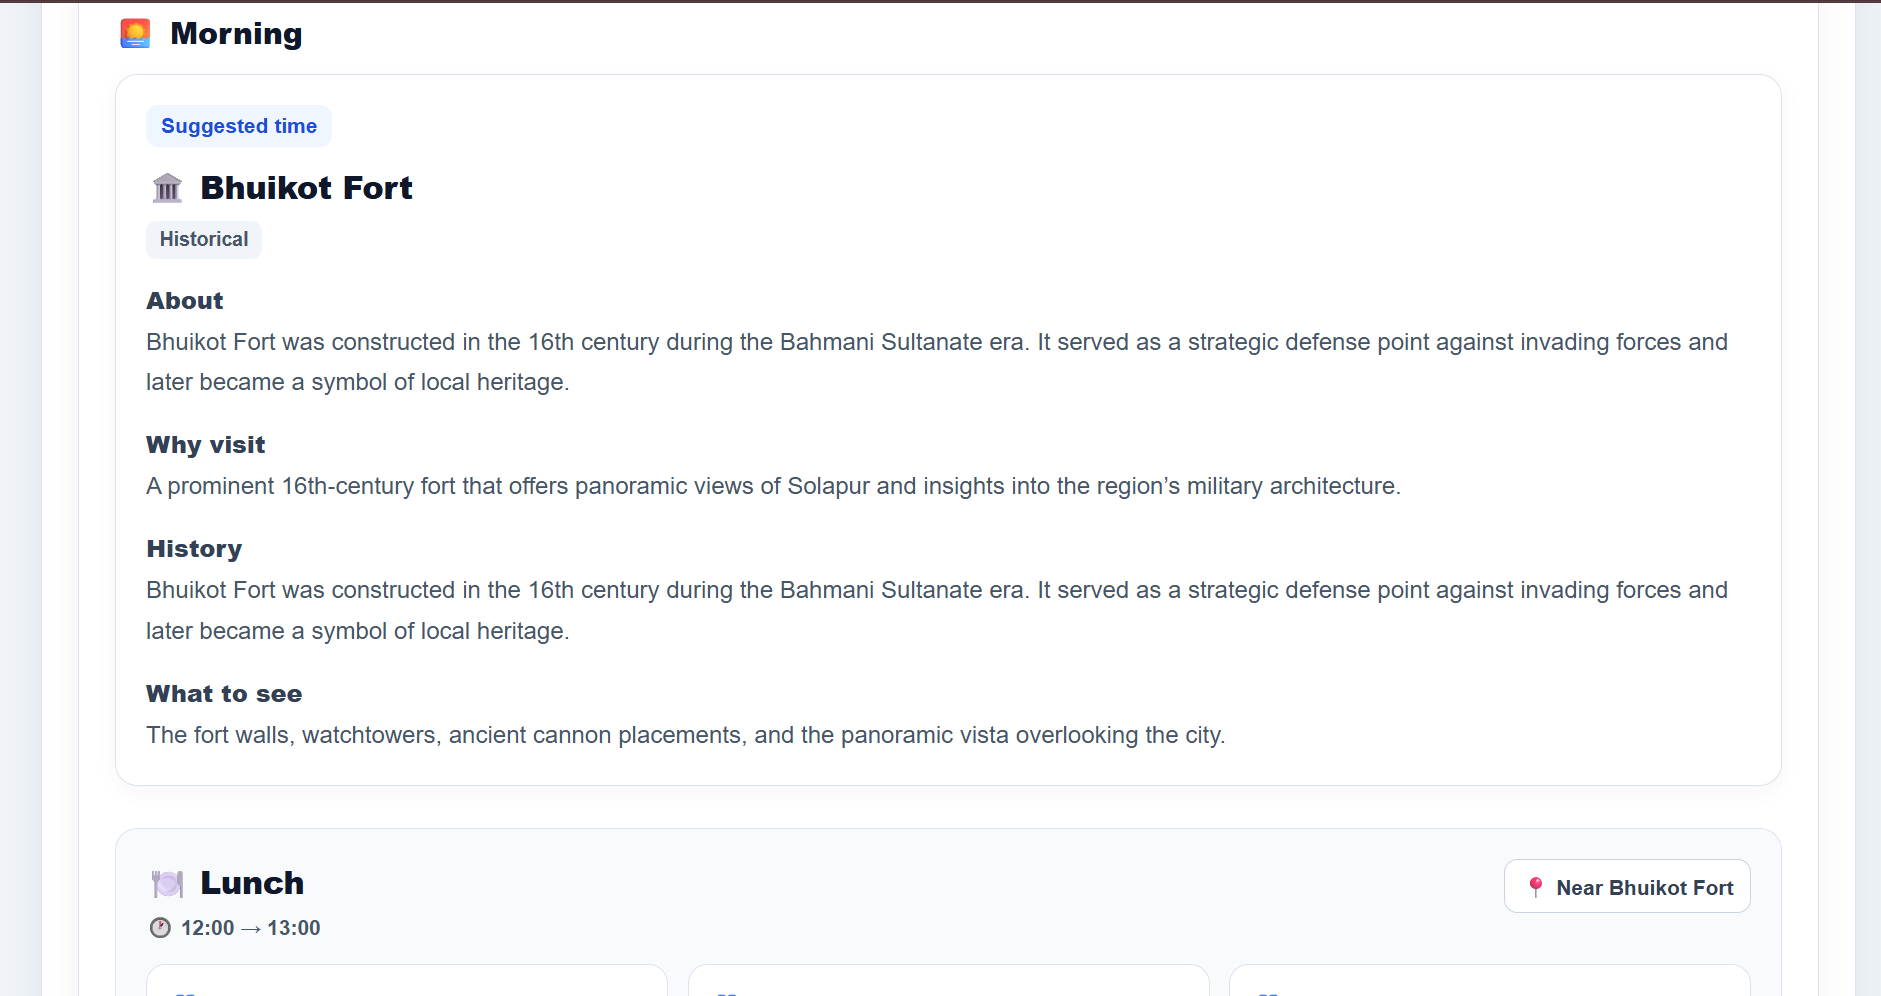 Morning
Suggested time
Bhuikot Fort
Historical
About
Bhuikot Fort was constructed in the 16th century during the Bahmani Sultanate era. It served as a strategic defense point against invading forces and
later became a symbol of local heritage.
Why visit
A prominent 16th-century fort that offers panoramic views of Solapur and insights into the region’s military architecture.
History
Bhuikot Fort was constructed in the 16th century during the Bahmani Sultanate era. It served as a strategic defense point against invading forces and
later became a symbol of local heritage.
What to see
The fort walls, watchtowers, ancient cannon placements, and the panoramic vista overlooking the city.
Lunch
Near Bhuikot Fort
12:00 → 13:00